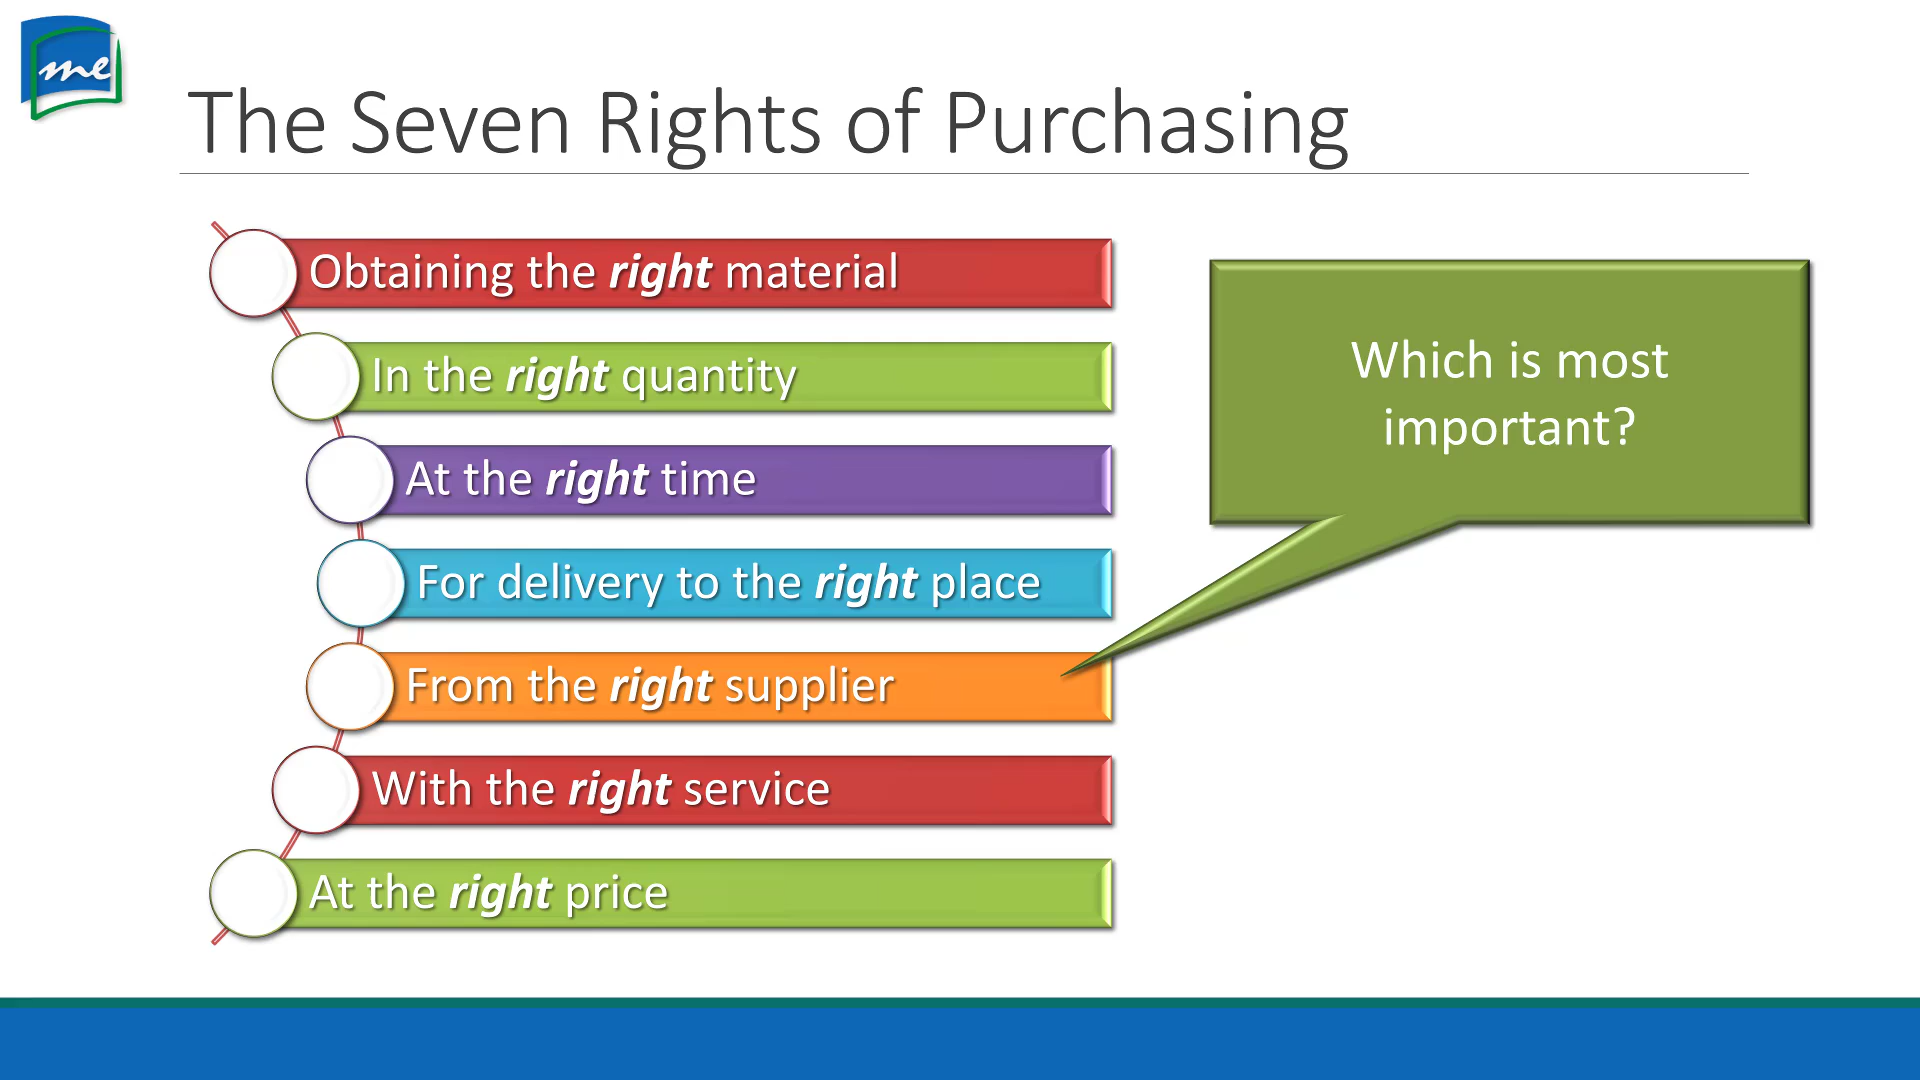 me
The Seven Rights of Purchasing
Obtaining the right material
In the right quantity
At the right time
For delivery to the right place
From the right supplier
With the right service
At the right price
Which is most
important?